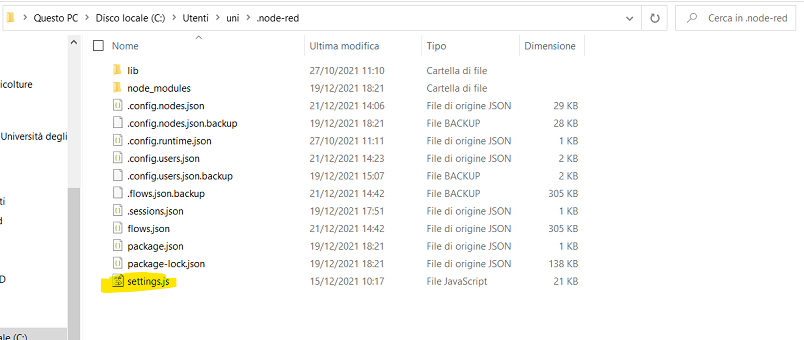 Questo PC > Disco locale (C:) > Utenti > uni > .node-red
Cerca in .node-red
Nome Ultima modifica Tipo Dimensione
lib 27/10/2021 11:10 Cartella di file
icolture
node_modules 19/12/2021 18:21 Cartella di file
.config.nodes.json 21/12/2021 14:06 File di origine JSON 29 KB
.config.nodes.json.backup 19/12/2021 18:21 File BACKUP 28 KB
Università degli
.config.runtime.json 27/10/2021 11:11 File di origine JSON 1 KB
.config.users.json 21/12/2021 14:23 File di origine JSON 2 KB
.config.users.json.backup 19/12/2021 15:07 File BACKUP 2 KB
.flows.json.backup 21/12/2021 14:42 File BACKUP 305 KB
ti
.sessions.json 19/12/2021 17:51 File di origine JSON 1 KB
d
flows.json 21/12/2021 14:42 File di origine JSON 305 KB
package.json 19/12/2021 18:21 File di origine JSON 1 KB
package-lock.json 19/12/2021 18:21 File di origine JSON 138 KB
D
settings.js 15/12/2021 10:17 File JavaScript 21 KB
ale (C:)